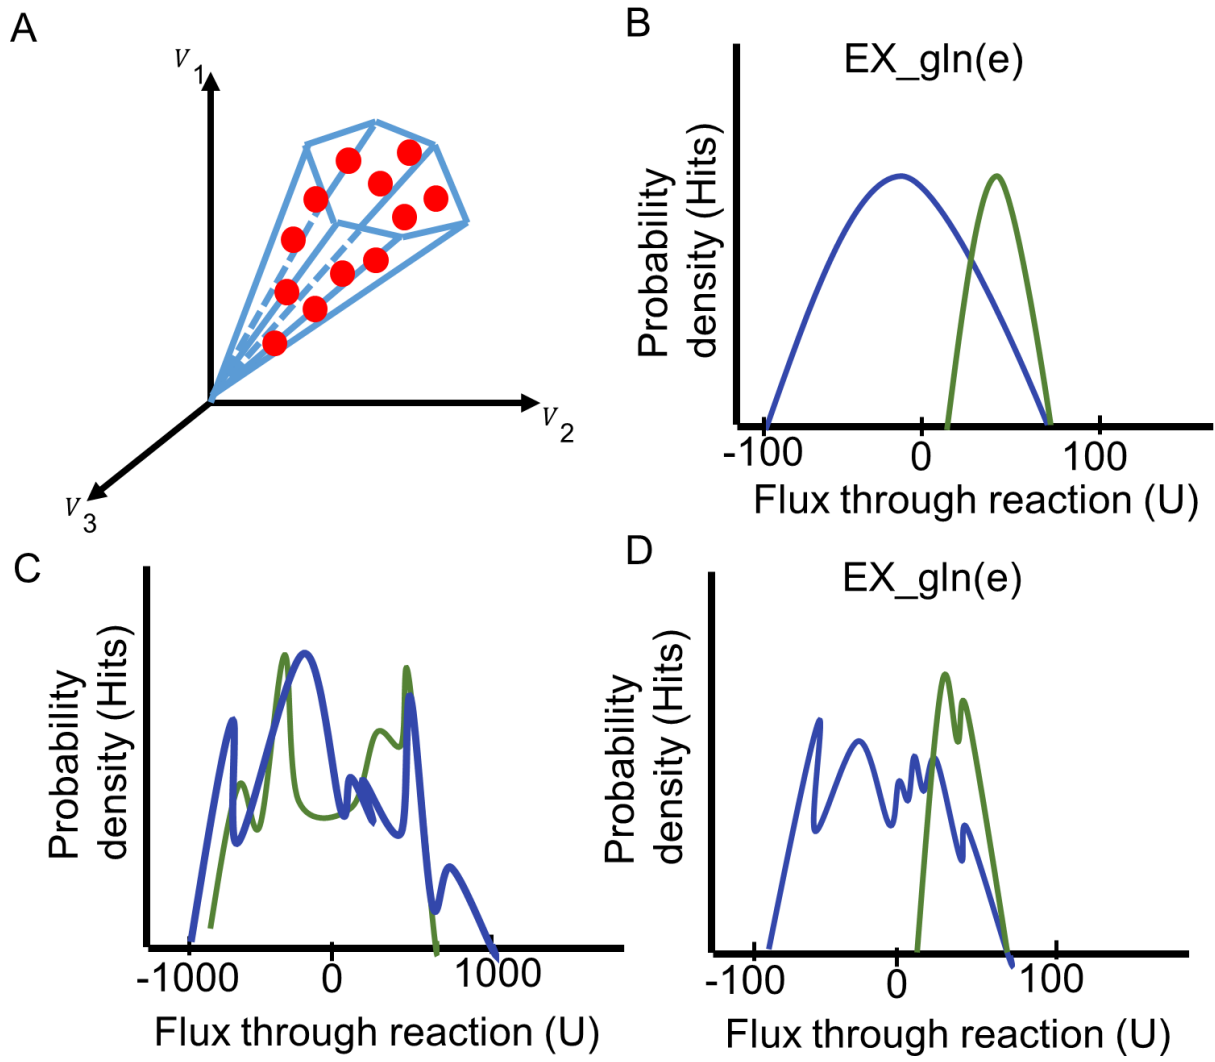 A
V1
V2
V3
B
EX_gln(e)
Probability
density (Hits)
-100
0
100
Flux through reaction (U)
C
Probability
density (Hits)
-1000
0
1000
Flux through reaction (U)
D
EX_gln(e)
Probability
density (Hits)
-100
0
100
Flux through reaction (U)